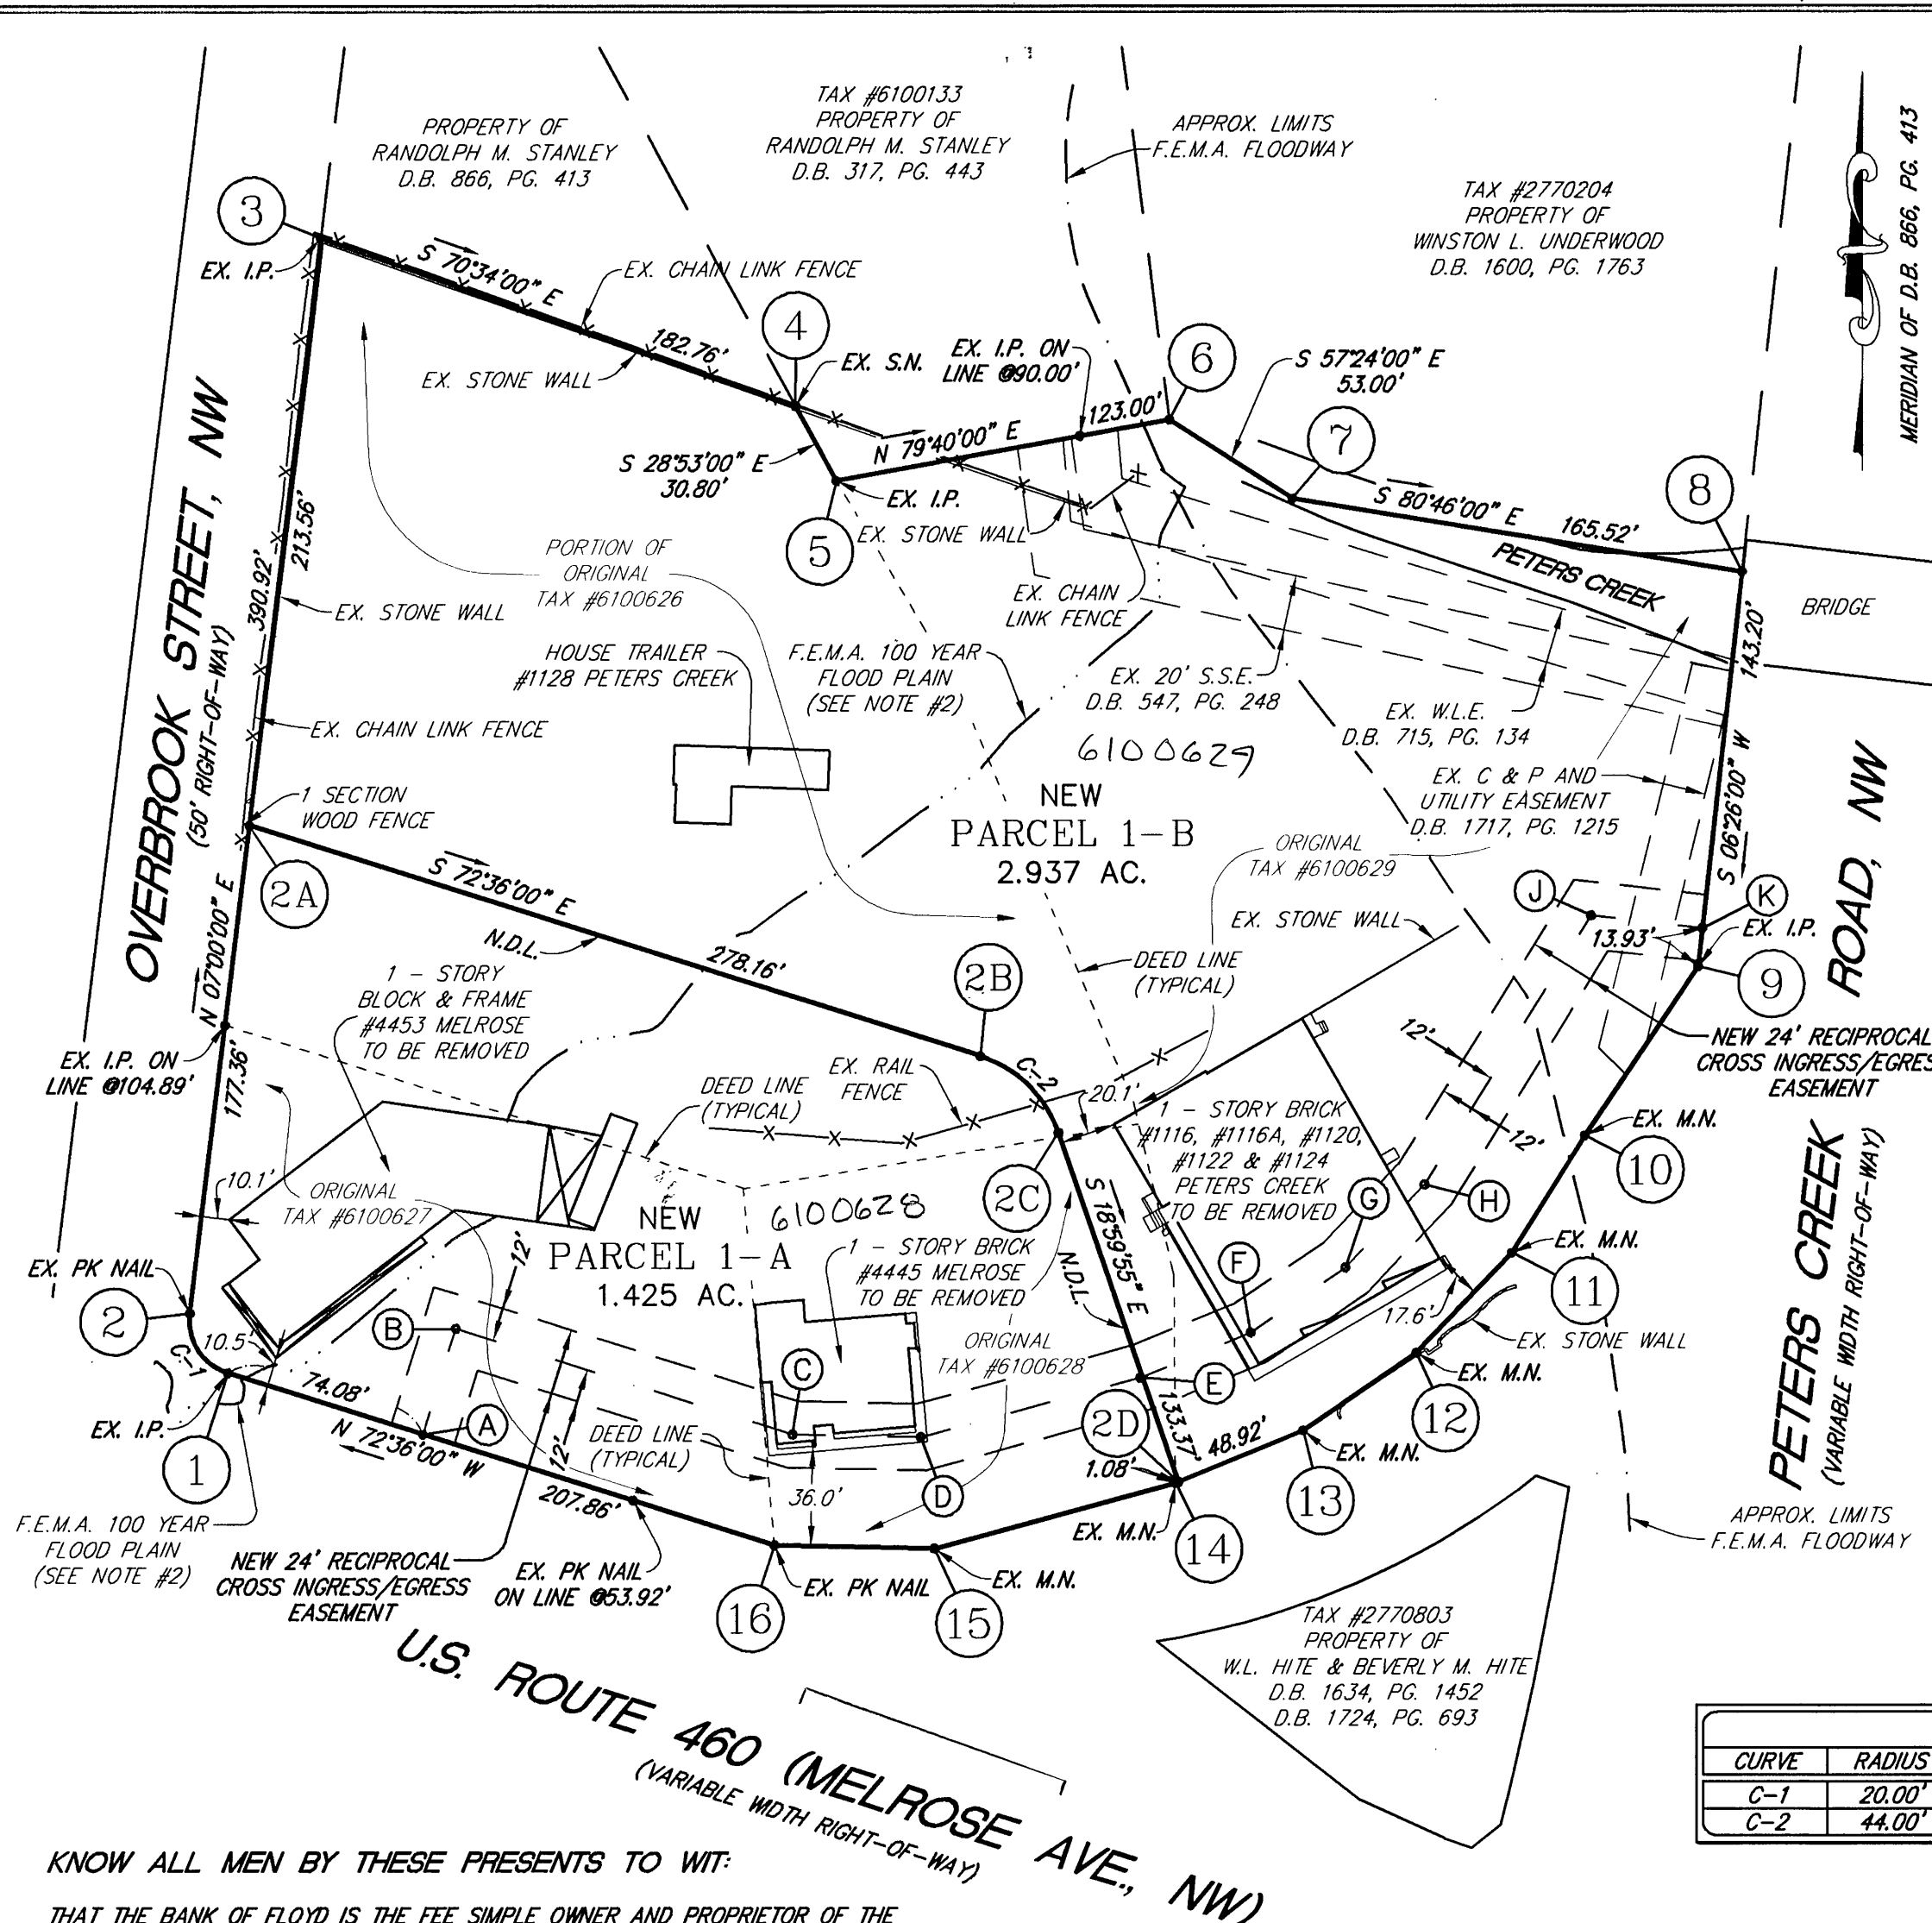 TAX #6100133
PROPERTY OF
RANDOLPH M. STANLEY
D.B. 317, PG. 443
PROPERTY OF
RANDOLPH M. STANLEY
D.B. 866, PG. 413
APPROX. LIMITS
F.E.M.A. FLOODWAY
TAX #2770204
PROPERTY OF
WINSTON L. UNDERWOOD
D.B. 1600, PG. 1763
MERIDIAN OF D.B. 866, PG. 413
3
EX. I.P.
S 70°34'00" E
182.76'
EX. CHAIN LINK FENCE
EX. STONE WALL
4
EX. S.N.
EX. I.P. ON
LINE @90.00'
123.00'
6
S 57°24'00" E
53.00'
7
8
S 28°53'00" E
30.80'
N 79°40'00" E
EX. I.P.
5
EX. STONE WALL
S 80°46'00" E
165.52'
PETERS CREEK
BRIDGE
OVERBROOK STREET, NW
(50' RIGHT-OF-WAY)
390.92'
213.56'
PORTION OF
ORIGINAL
TAX #6100626
EX. STONE WALL
EX. CHAIN
LINK FENCE
143.20'
HOUSE TRAILER
#1128 PETERS CREEK
F.E.M.A. 100 YEAR
FLOOD PLAIN
(SEE NOTE #2)
EX. 20' S.S.E.
D.B. 547, PG. 248
EX. W.L.E.
D.B. 715, PG. 134
EX. CHAIN LINK FENCE
6100629
NEW
PARCEL 1-B
2.937 AC.
EX. C & P AND
UTILITY EASEMENT
D.B. 1717, PG. 1215
S 06°26'00" W
1 SECTION
WOOD FENCE
2A
ORIGINAL
TAX #6100629
S 72°36'00" E
N.D.L.
278.16'
N 07°00'00" E
EX. STONE WALL
J
K
13.93'
EX. I.P.
9
PETERS CREEK ROAD, NW
(VARIABLE WIDTH RIGHT-OF-WAY)
1 - STORY
BLOCK & FRAME
#4453 MELROSE
TO BE REMOVED
2B
DEED LINE
(TYPICAL)
EX. I.P. ON
LINE @104.89'
177.36'
NEW 24' RECIPROCAL
CROSS INGRESS/EGRES
EASEMENT
C-2
EX. RAIL
FENCE
DEED LINE
(TYPICAL)
20.1'
12'
12'
1 - STORY BRICK
#1116, #1116A, #1120,
#1122 & #1124
PETERS CREEK
TO BE REMOVED
EX. M.N.
10
10.1'
ORIGINAL
TAX #6100627
2C
G
H
S 18°59'55" E
N.D.L.
6100628
NEW
PARCEL 1-A
1.425 AC.
1 - STORY BRICK
#4445 MELROSE
TO BE REMOVED
EX. M.N.
11
EX. PK NAIL
2
12'
F
17.6'
EX. STONE WALL
C-1
10.5'
B
C
ORIGINAL
TAX #6100628
E
EX. M.N.
12
74.08'
EX. I.P.
1
A
N 72°36'00" W
12'
DEED LINE
(TYPICAL)
2D
133.37'
48.92'
1.08'
EX. M.N.
13
207.86'
36.0'
D
EX. M.N.
14
F.E.M.A. 100 YEAR
FLOOD PLAIN
(SEE NOTE #2)
NEW 24' RECIPROCAL
CROSS INGRESS/EGRESS
EASEMENT
EX. PK NAIL
ON LINE @53.92'
EX. PK NAIL
16
EX. M.N.
15
APPROX. LIMITS
F.E.M.A. FLOODWAY
TAX #2770803
PROPERTY OF
W.L. HITE & BEVERLY M. HITE
D.B. 1634, PG. 1452
D.B. 1724, PG. 693
U.S. ROUTE 460 (MELROSE AVE., NW)
(VARIABLE WIDTH RIGHT-OF-WAY)
CURVE RADIUS
C-1 20.00'
C-2 44.00'
KNOW ALL MEN BY THESE PRESENTS TO WIT:
THAT THE BANK OF FLOYD IS THE FEE SIMPLE OWNER AND PROPRIETOR OF THE